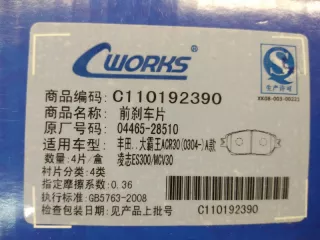 CWORKS
商品编码: C110192390
商品名称: 前刹车片
原厂编号: 04465-28510
适用车型: 丰田..大霸王ACR30(0304-)A款
数量: 4片/盒 凌志ES300/MCV30
衬片分类: 4类
指定摩擦系数: 0.36
执行标准: GB5763-2008
检查包装日期: 见产品上批号
C110192390